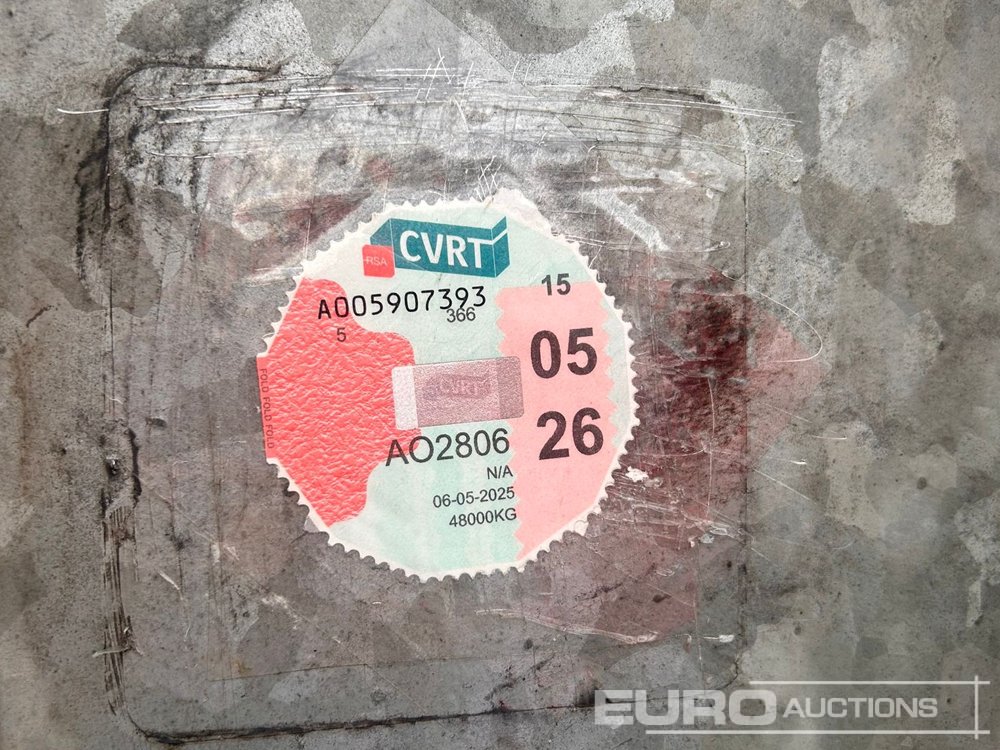 CVRT
RSA
A005907393
15
366
5
05
FOLD FOLD FOLD
CVRT
26
AO2806
N/A
06-05-2025
48000KG
EURO AUCTIONS